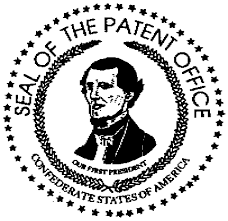 SEAL OF THE PATENT OFFICE
OUR FIRST PRESIDENT
CONFEDERATE STATES OF AMERICA